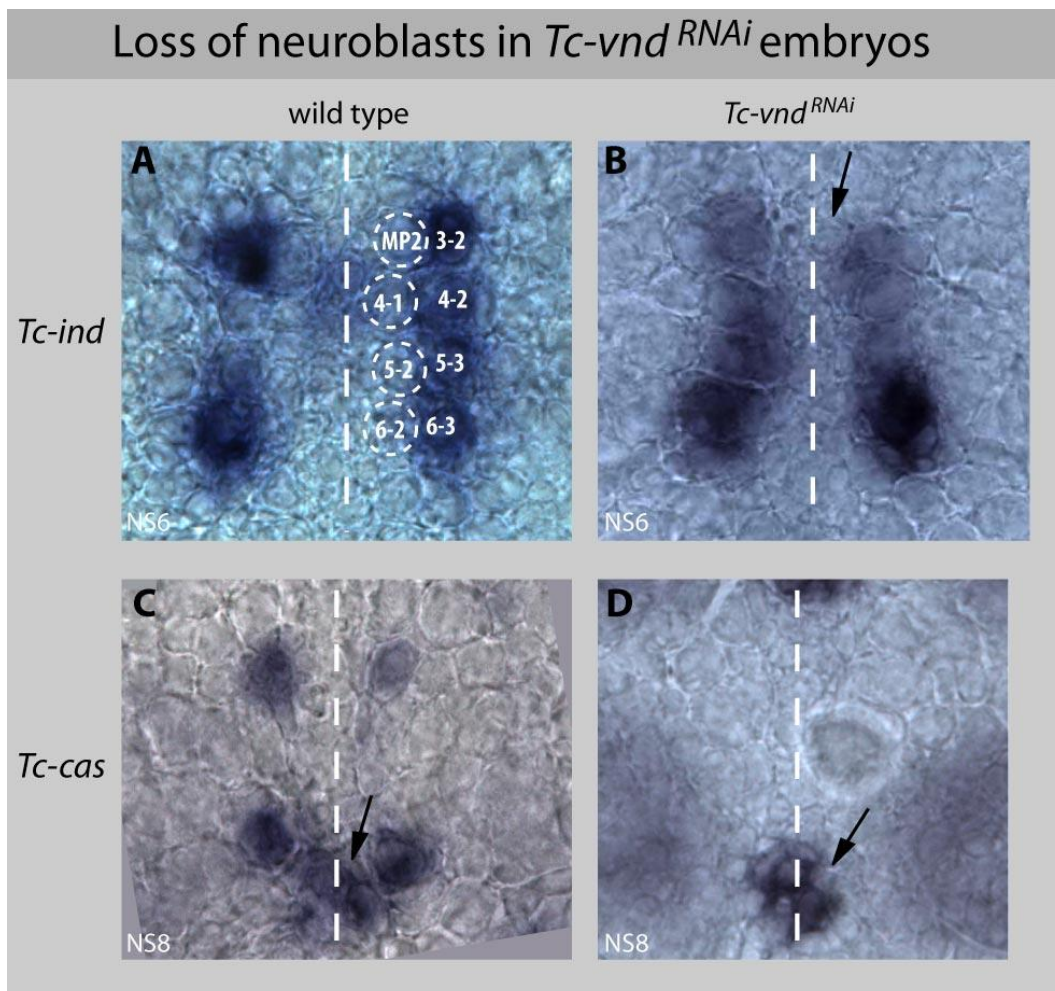 Loss of neuroblasts in Tc-vnd RNAi embryos
wild type
Tc-vnd RNAi
Tc-ind
A
MP2 3-2
4-1 4-2
5-2 5-3
6-2 6-3
NS6
B
NS6
Tc-cas
C
NS8
D
NS8